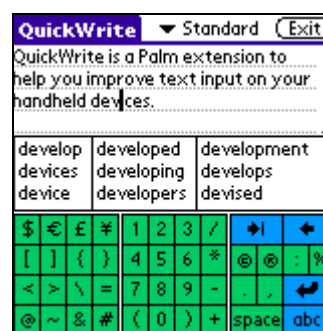 QuickWrite ▼ Standard Exit
QuickWrite is a Palm extension to
help you improve text input on your
handheld devices.
develop developed development
devices developing develops
device developers devised
$ € £ ¥ 1 2 3 /
[ ] { } 4 5 6 * : %
< > \ = 7 8 9 - . ,
@ ~ & # ( 0 ) + space abc